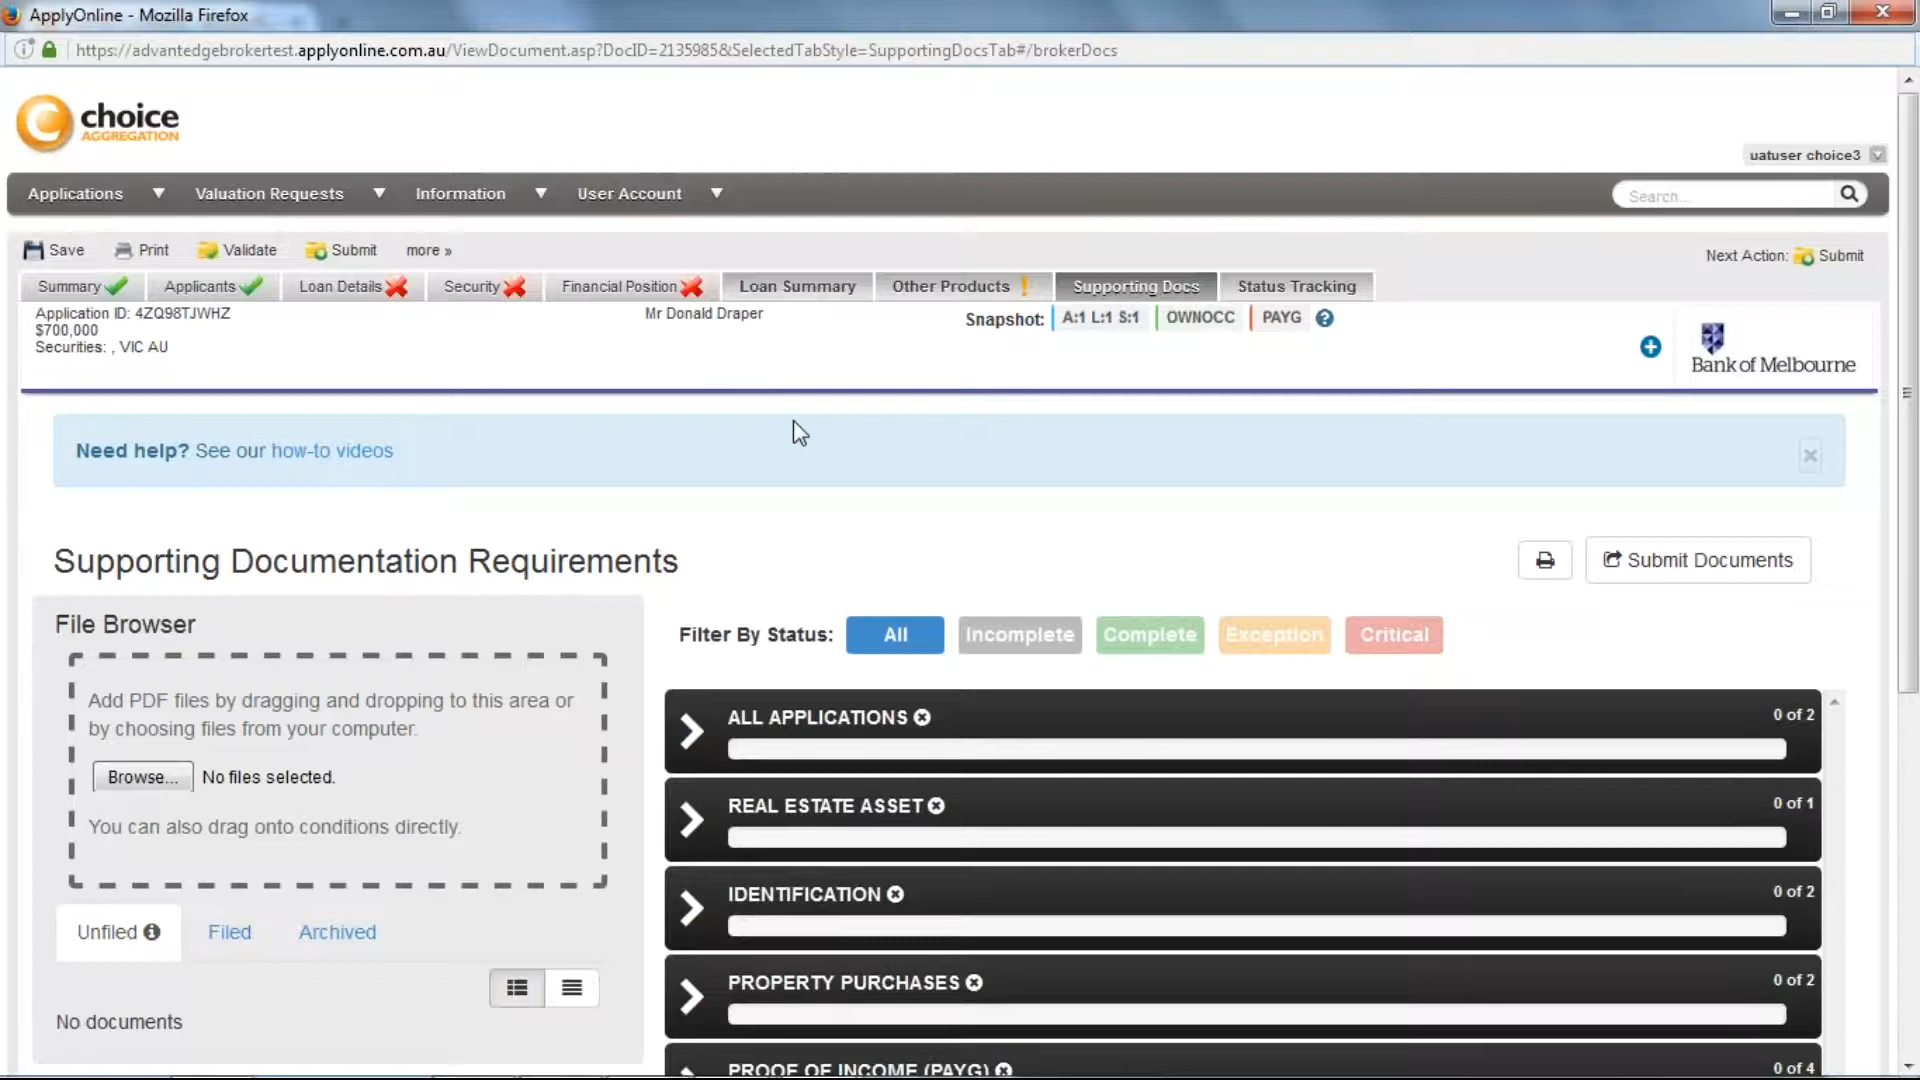 ApplyOnline - Mozilla Firefox
https://advantedgebrokertest.applyonline.com.au/ViewDocument.asp?DocID=2135985&SelectedTabStyle=SupportingDocsTab#/brokerDocs
choice
AGGREGATION
uatuser choice3
Applications Valuation Requests Information User Account Search...
Save Print Validate Submit more »
Next Action: Submit
Summary Applicants Loan Details Security Financial Position Loan Summary Other Products Supporting Docs Status Tracking
Application ID: 4ZQ98TJWHZ
$700,000
Securities: , VIC AU
Mr Donald Draper
Snapshot: A:1 L:1 S:1 OWNOCC PAYG
Bank of Melbourne
Need help? See our how-to videos
Supporting Documentation Requirements
Submit Documents
File Browser
Add PDF files by dragging and dropping to this area or
by choosing files from your computer.
Browse... No files selected.
You can also drag onto conditions directly.
Unfiled Filed Archived
No documents
Filter By Status: All Incomplete Complete Exception Critical
ALL APPLICATIONS 0 of 2
REAL ESTATE ASSET 0 of 1
IDENTIFICATION 0 of 2
PROPERTY PURCHASES 0 of 2
PROOF OF INCOME (PAYG) 0 of 4